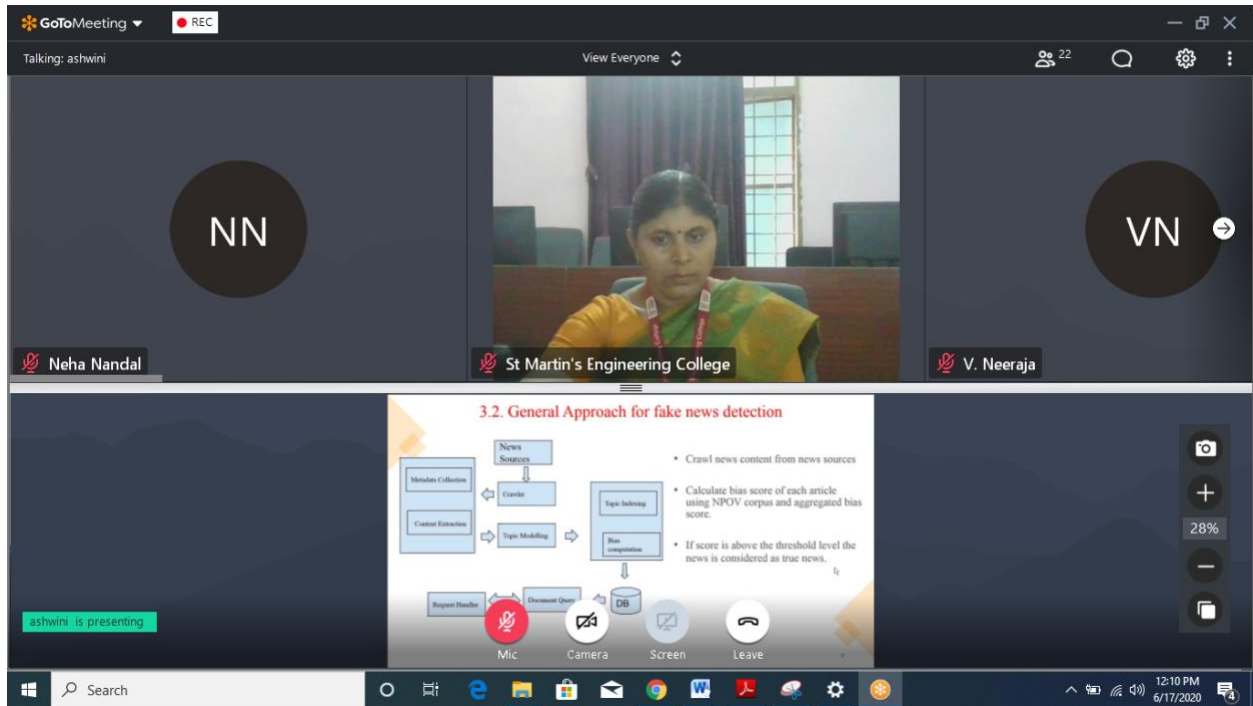 GoToMeeting
REC
Talking: ashwini
View Everyone
22
NN
VN
Neha Nandal
St Martin's Engineering College
V. Neeraja
3.2. General Approach for fake news detection
News
Sources
Metadata Collection
Crawler
Content Extraction
Topic Modelling
Topic Indexing
Bias
computation
Request Handler
Document Query
DB
• Crawl news content from news sources
• Calculate bias score of each article
using NPOV corpus and aggregated bias
score.
• If score is above the threshold level the
news is considered as true news.
28%
ashwini is presenting
Mic
Camera
Screen
Leave
Search
12:10 PM
6/17/2020
4